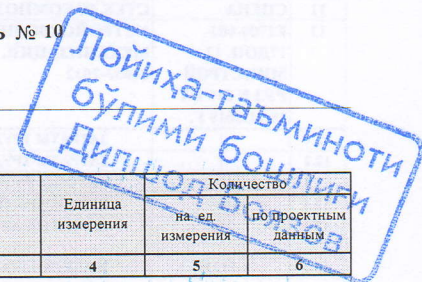 № 10
Лойиҳа-таъминоти
бўлими бошлиғи
Дилшод
Единица измерения
Количество
на ед. измерения
по проектным данным
4
5
6